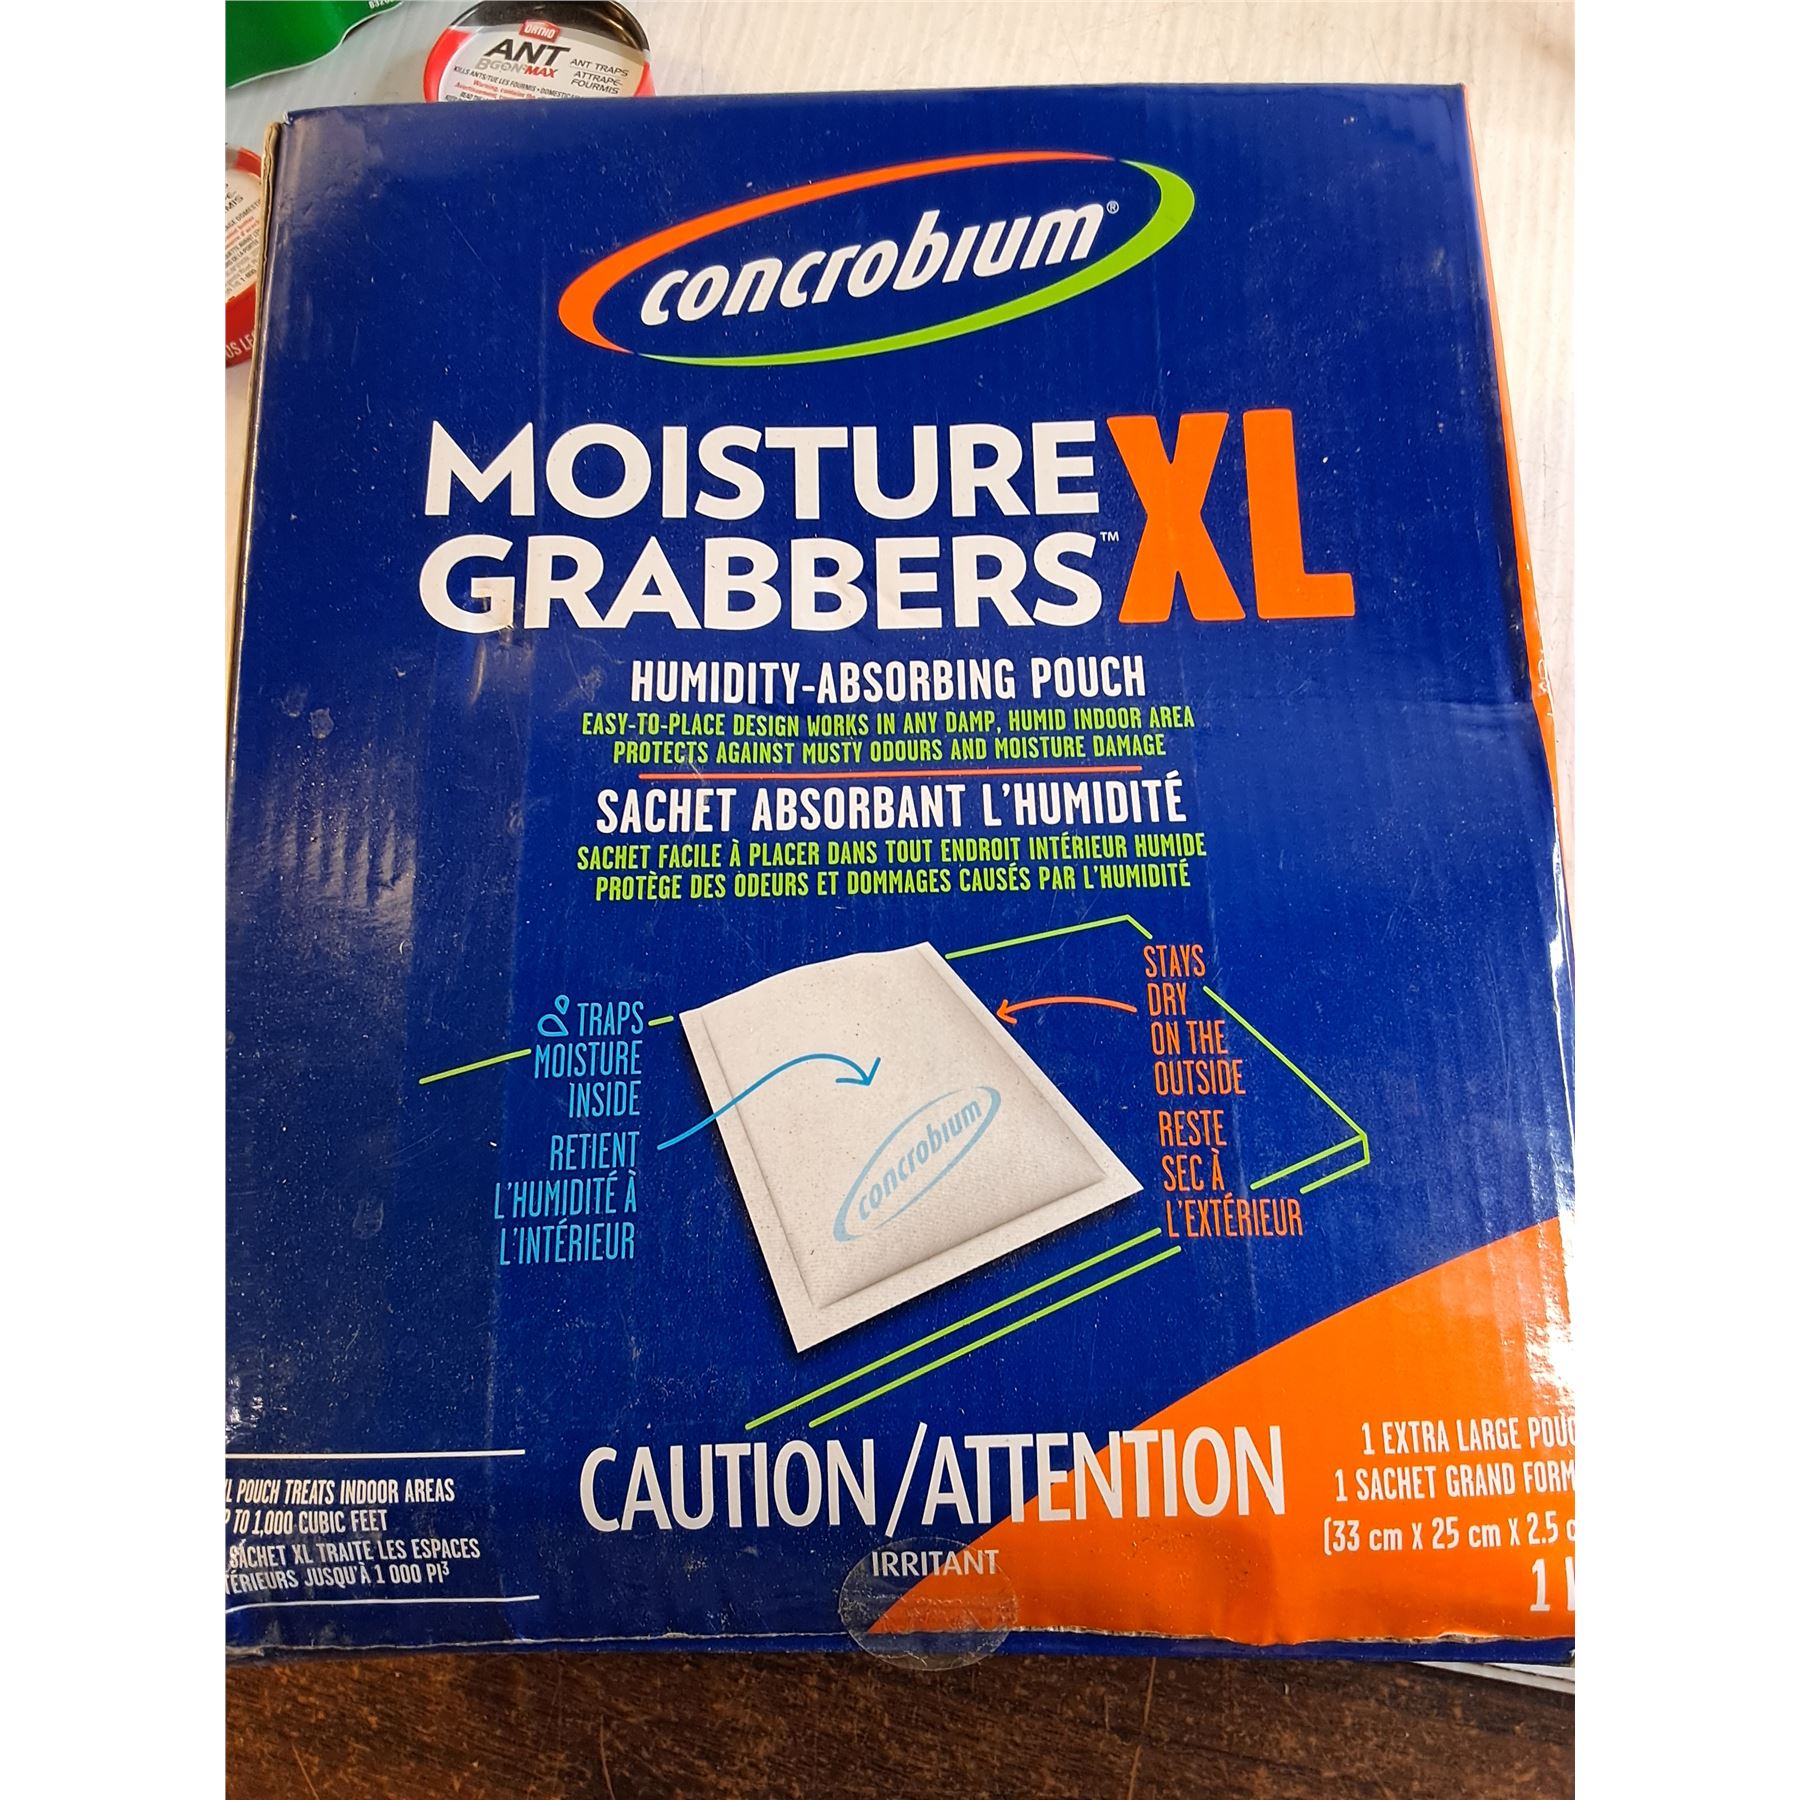 ORTHO
ANT
BGON MAX
ANT TRAPS
ATTRAPE-
FOURMIS
concrobium®
MOISTURE
GRABBERS™ XL
HUMIDITY-ABSORBING POUCH
EASY-TO-PLACE DESIGN WORKS IN ANY DAMP, HUMID INDOOR AREA
PROTECTS AGAINST MUSTY ODOURS AND MOISTURE DAMAGE
SACHET ABSORBANT L'HUMIDITÉ
SACHET FACILE À PLACER DANS TOUT ENDROIT INTÉRIEUR HUMIDE
PROTÈGE DES ODEURS ET DOMMAGES CAUSÉS PAR L'HUMIDITÉ
TRAPS
MOISTURE
INSIDE
RETIENT
L'HUMIDITÉ À
L'INTÉRIEUR
STAYS
DRY
ON THE
OUTSIDE
RESTE
SEC À
L'EXTÉRIEUR
concrobium
CAUTION/ATTENTION
IRRITANT
POUCH TREATS INDOOR AREAS
TO 1,000 CUBIC FEET
SACHET XL TRAITE LES ESPACES
JUSQU'À 1 000 PI³
1 EXTRA LARGE
1 SACHET GRAND
(33 cm X 25 cm X 2.5
1